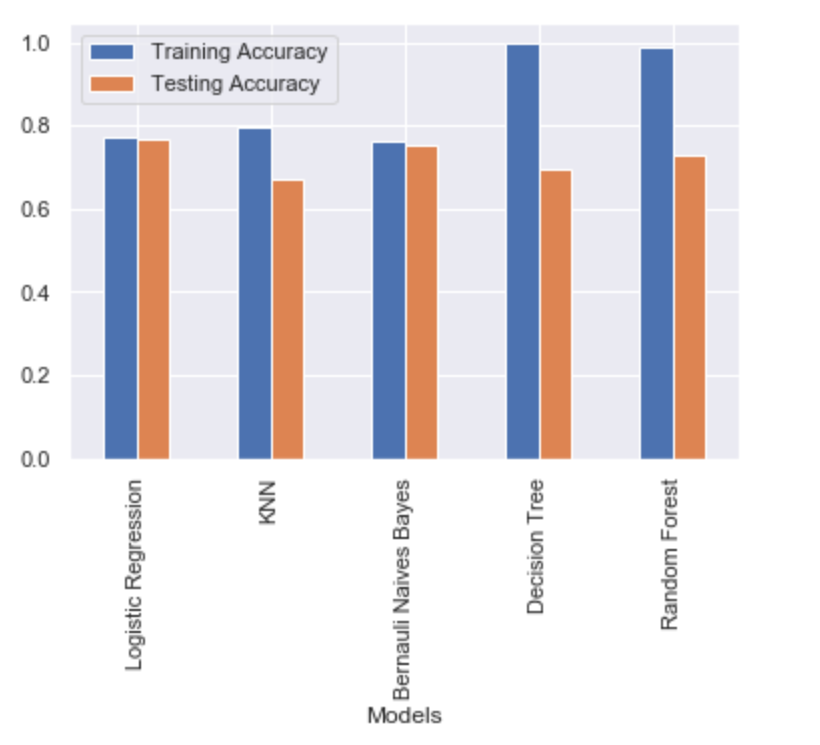 1.0
0.8
0.6
0.4
0.2
0.0
Training Accuracy
Testing Accuracy
Logistic Regression
KNN
Bernauli Naives Bayes
Decision Tree
Random Forest
Models